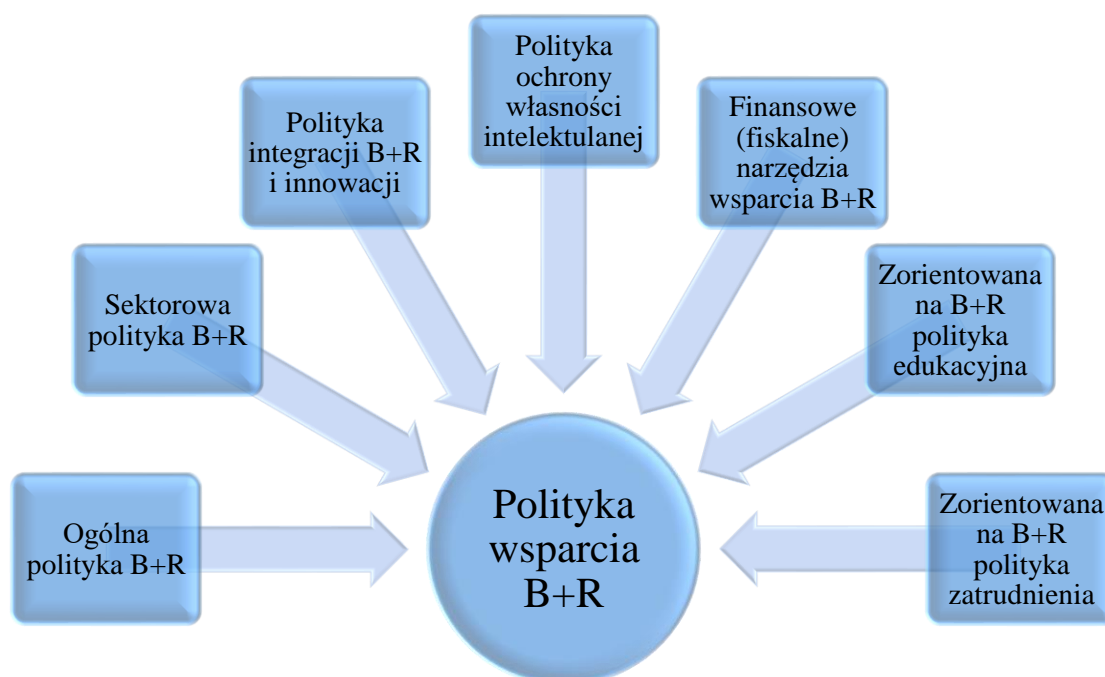 Polityka
ochrony
własności
intelektulanej
Polityka
integracji B+R
i innowacji
Finansowe
(fiskalne)
narzędzia
wsparcia B+R
Sektorowa
polityka B+R
Zorientowana
na B+R
polityka
edukacyjna
Ogólna
polityka B+R
Polityka
wsparcia
B+R
Zorientowana
na B+R
polityka
zatrudnienia